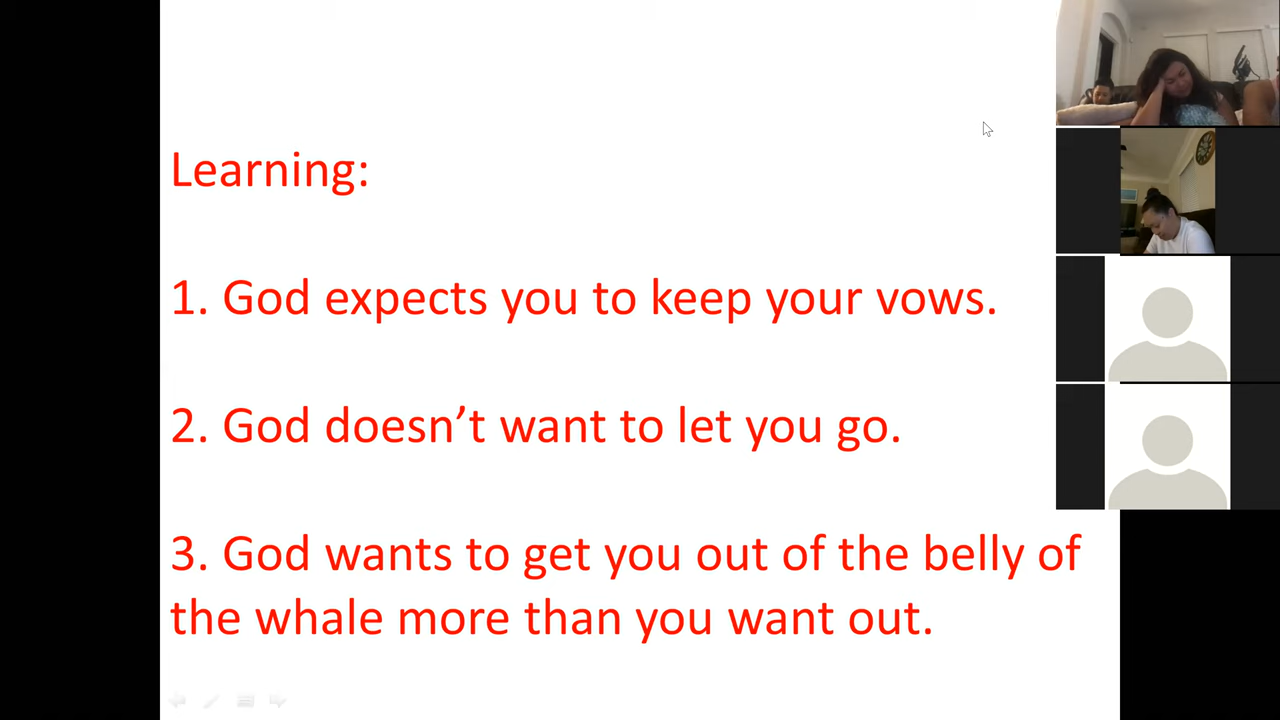 Learning:
1. God expects you to keep your vows.
2. God doesn’t want to let you go.
3. God wants to get you out of the belly of
the whale more than you want out.